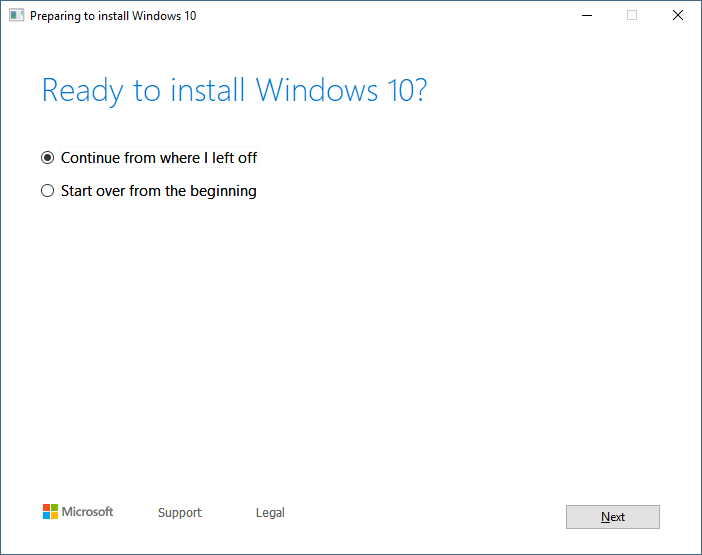 Preparing to install Windows 10
Ready to install Windows 10?
Continue from where I left off
Start over from the beginning
Microsoft Support Legal Next